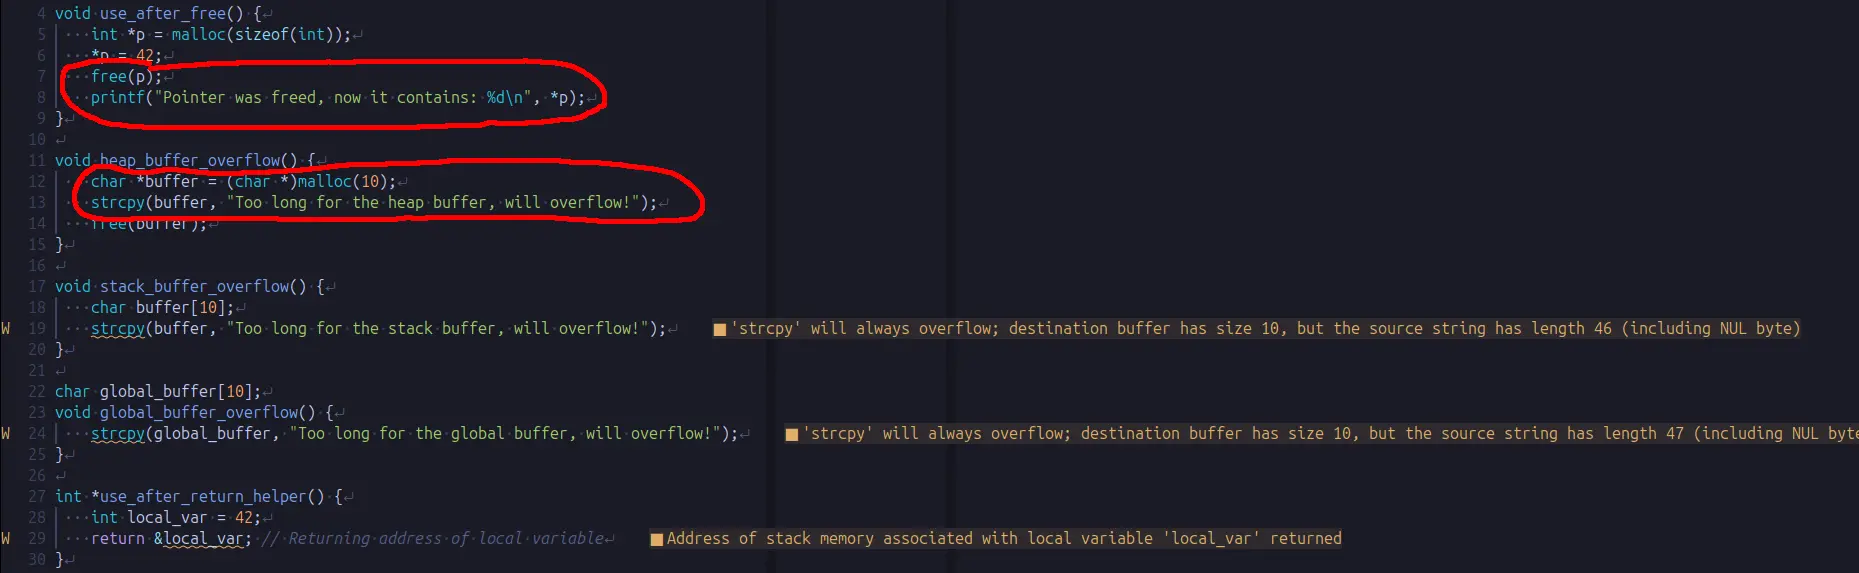 4 void use_after_free() {
5 int *p = malloc(sizeof(int));
6 *p = 42;
7 free(p);
8 printf("Pointer was freed, now it contains: %d\n", *p);
9 }
10
11 void heap_buffer_overflow() {
12 char *buffer = (char *)malloc(10);
13 strcpy(buffer, "Too long for the heap buffer, will overflow!");
14 free(buffer);
15 }
16
17 void stack_buffer_overflow() {
18 char buffer[10];
W 19 strcpy(buffer, "Too long for the stack buffer, will overflow!"); 'strcpy' will always overflow; destination buffer has size 10, but the source string has length 46 (including NUL byte)
20 }
21
22 char global_buffer[10];
23 void global_buffer_overflow() {
W 24 strcpy(global_buffer, "Too long for the global buffer, will overflow!"); 'strcpy' will always overflow; destination buffer has size 10, but the source string has length 47 (including NUL byte
25 }
26
27 int *use_after_return_helper() {
28 int local_var = 42;
W 29 return &local_var; // Returning address of local variable Address of stack memory associated with local variable 'local_var' returned
30 }